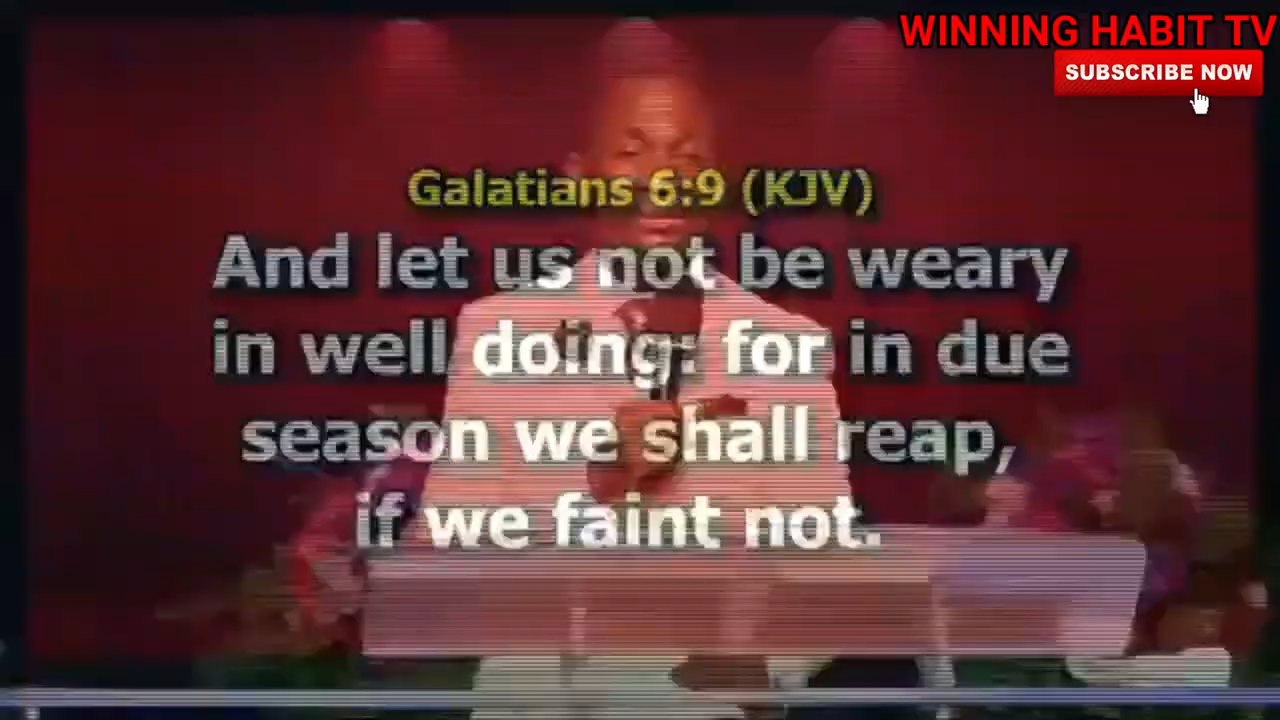 WINNING HABIT TV
SUBSCRIBE NOW
Galatians 6:9 (KJV)
And let us not be weary
in well doing: for in due
season we shall reap,
if we faint not.